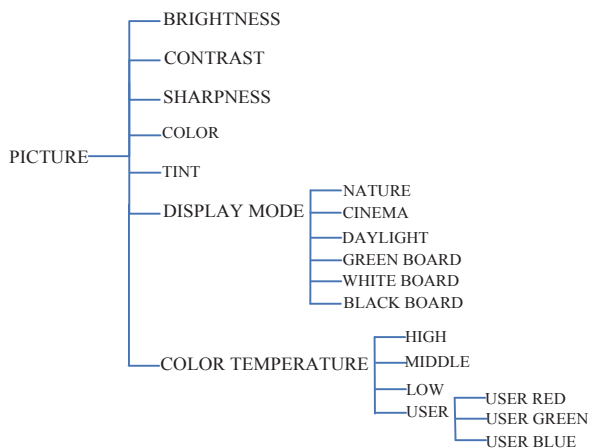 PICTURE
BRIGHTNESS
CONTRAST
SHARPNESS
COLOR
TINT
DISPLAY MODE
NATURE
CINEMA
DAYLIGHT
GREEN BOARD
WHITE BOARD
BLACK BOARD
COLOR TEMPERATURE
HIGH
MIDDLE
LOW
USER
USER RED
USER GREEN
USER BLUE